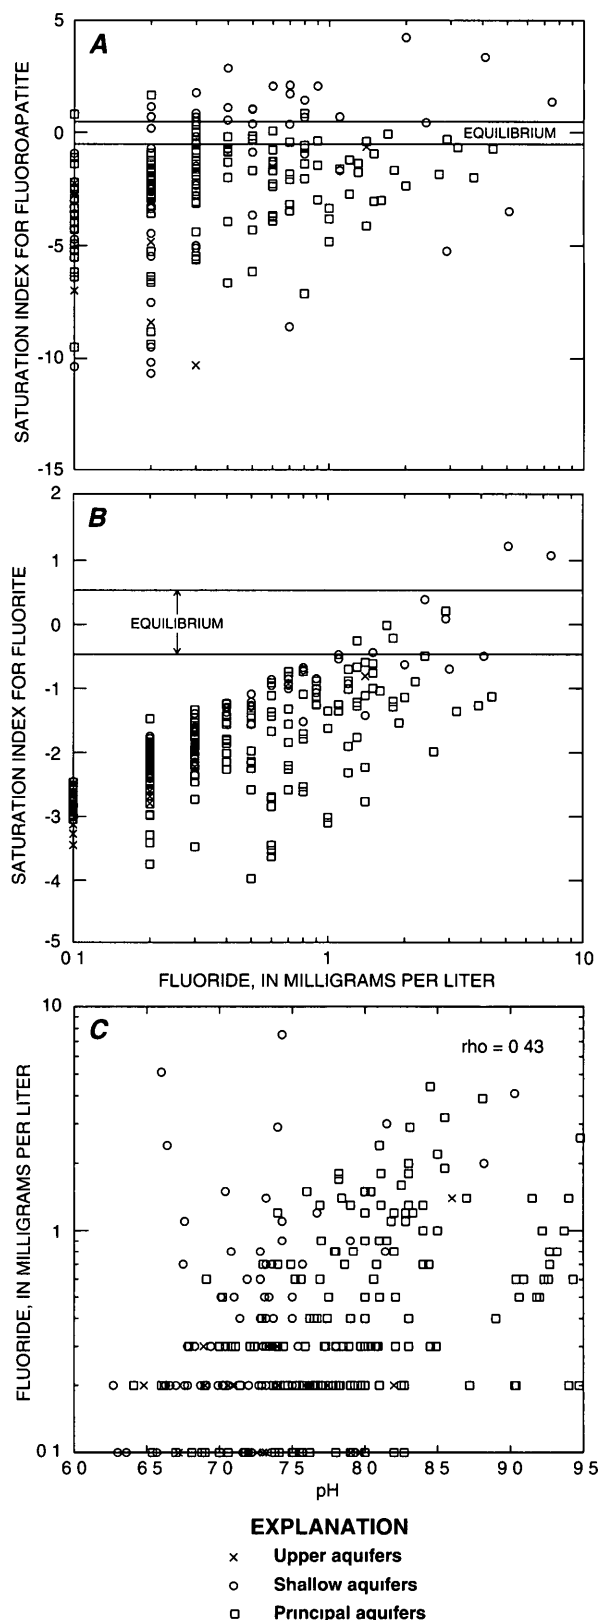 A
5
0
-5
-10
-15
SATURATION INDEX FOR FLUOROAPATITE
EQUILIBRIUM
B
2
1
0
-1
-2
-3
-4
-5
SATURATION INDEX FOR FLUORITE
EQUILIBRIUM
0 1
1
10
FLUORIDE, IN MILLIGRAMS PER LITER
C
rho = 0 43
10
1
0 1
FLUORIDE, IN MILLIGRAMS PER LITER
6 0
6 5
7 0
7 5
8 0
8 5
9 0
9 5
pH
EXPLANATION
Upper aquifers
Shallow aquifers
Principal aquifers